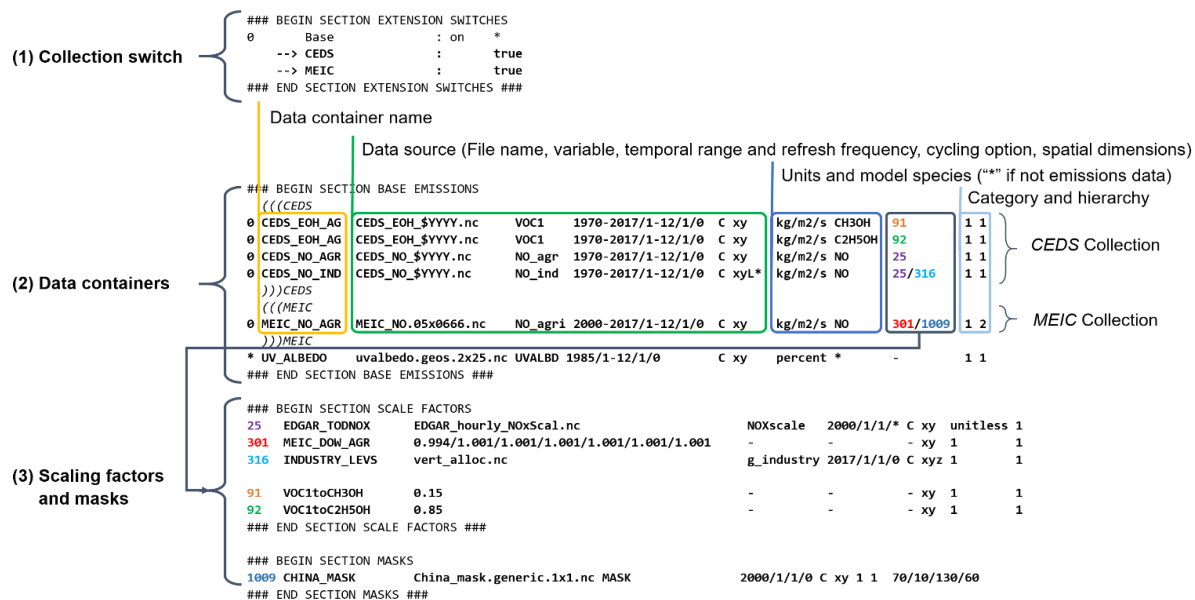 ### BEGIN SECTION EXTENSION SWITCHES
0 Base : on *
--> CEDS : true
(1) Collection switch
--> MEIC : true
### END SECTION EXTENSION SWITCHES ###
Data container name
Data source (File name, variable, temporal range and refresh frequency, cycling option, spatial dimensions)
Units and model species (“*” if not emissions data)
### BEGIN SECTION BASE EMISSIONS
Category and hierarchy
(((CEDS
0 CEDS_EOH_AG CEDS_EOH_$YYYY.nc VOC1 1970-2017/1-12/1/0 C xy kg/m2/s CH3OH 91 1 1
0 CEDS_EOH_AG CEDS_EOH_$YYYY.nc VOC1 1970-2017/1-12/1/0 C xy kg/m2/s C2H5OH 92 1 1
CEDS Collection
0 CEDS_NO_AGR CEDS_NO_$YYYY.nc NO_agr 1970-2017/1-12/1/0 C xy kg/m2/s NO 25 1 1
0 CEDS_NO_IND CEDS_NO_$YYYY.nc NO_ind 1970-2017/1-12/1/0 C xyL* kg/m2/s NO 25/316 1 1
(2) Data containers
)))CEDS
(((MEIC
0 MEIC_NO_AGR MEIC_NO.05x0666.nc NO_agri 2000-2017/1-12/1/0 C xy kg/m2/s NO 301/1009 1 2
MEIC Collection
)))MEIC
* UV_ALBEDO uvalbedo.geos.2x25.nc UVALBD 1985/1-12/1/0 C xy percent * - 1 1
### END SECTION BASE EMISSIONS ###
### BEGIN SECTION SCALE FACTORS
25 EDGAR_TODNOX EDGAR_hourly_NOxScal.nc NOXscale 2000/1/1/* C xy unitless 1
301 MEIC_DOW_AGR 0.994/1.001/1.001/1.001/1.001/1.001/1.001 - - - xy 1 1
316 INDUSTRY_LEVS vert_alloc.nc g_industry 2017/1/1/0 C xyz 1 1
(3) Scaling factors
and masks
91 VOC1toCH3OH 0.15 - - - xy 1 1
92 VOC1toC2H5OH 0.85 - - - xy 1 1
### END SECTION SCALE FACTORS ###
### BEGIN SECTION MASKS
1009 CHINA_MASK China_mask.generic.1x1.nc MASK 2000/1/1/0 C xy 1 1 70/10/130/60
### END SECTION MASKS ###